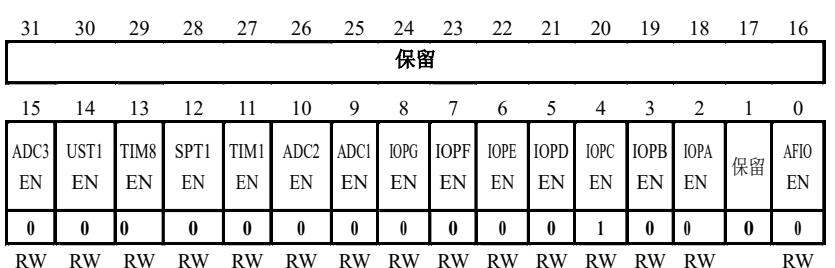 31 30 29 28 27 26 25 24 23 22 21 20 19 18 17 16
保留
15 14 13 12 11 10 9 8 7 6 5 4 3 2 1 0
ADC3 UST1 TIM8 SPT1 TIM1 ADC2 ADC1 IOPG IOPF IOPE IOPD IOPC IOPB IOPA 保留 AFIO
EN EN EN EN EN EN EN EN EN EN EN EN EN EN EN
0 0 0 0 0 0 0 0 0 0 0 1 0 0 0 0
RW RW RW RW RW RW RW RW RW RW RW RW RW RW RW